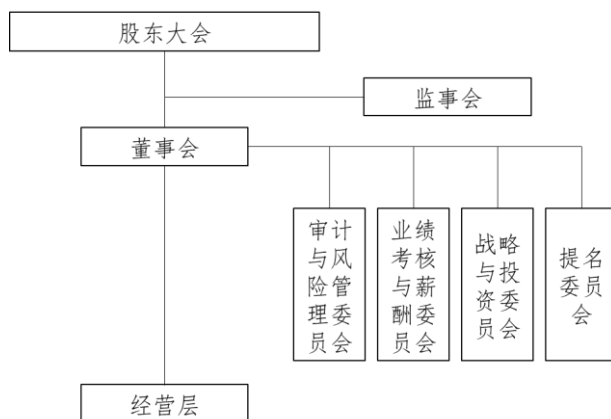 股东大会
监事会
董事会
审计
与风
险管
理委
员会
业绩
考核
与薪
酬委
员会
战略
与投
资委
员会
提名
委员
会
经营层